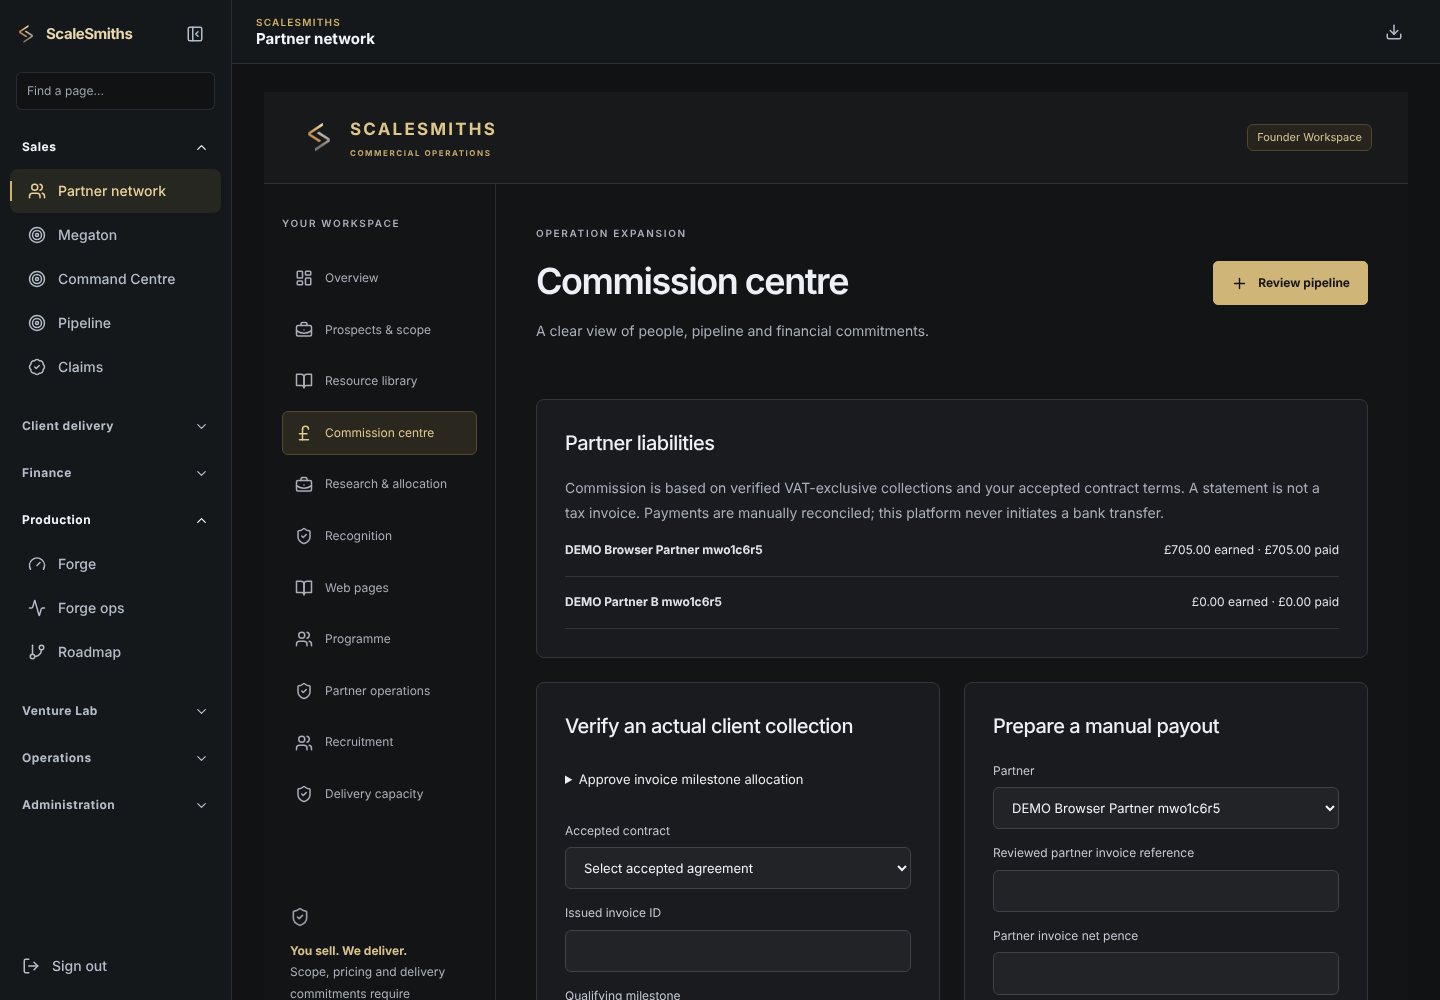 ScaleSmiths
Find a page...
Sales
Partner network
Megaton
Command Centre
Pipeline
Claims
Client delivery
Finance
Production
Forge
Forge ops
Roadmap
Venture Lab
Operations
Administration
Sign out
SCALESMITHS
Partner network
SCALESMITHS
COMMERCIAL OPERATIONS
Founder Workspace
YOUR WORKSPACE
Overview
Prospects & scope
Resource library
Commission centre
Research & allocation
Recognition
Web pages
Programme
Partner operations
Recruitment
Delivery capacity
You sell. We deliver.
Scope, pricing and delivery
commitments require
OPERATION EXPANSION
Commission centre
Review pipeline
A clear view of people, pipeline and financial commitments.
Partner liabilities
Commission is based on verified VAT-exclusive collections and your accepted contract terms. A statement is not a
tax invoice. Payments are manually reconciled; this platform never initiates a bank transfer.
DEMO Browser Partner mwo1c6r5
£705.00 earned · £705.00 paid
DEMO Partner B mwo1c6r5
£0.00 earned · £0.00 paid
Verify an actual client collection
Approve invoice milestone allocation
Accepted contract
Select accepted agreement
Issued invoice ID
Qualifying milestone
Prepare a manual payout
Partner
DEMO Browser Partner mwo1c6r5
Reviewed partner invoice reference
Partner invoice net pence